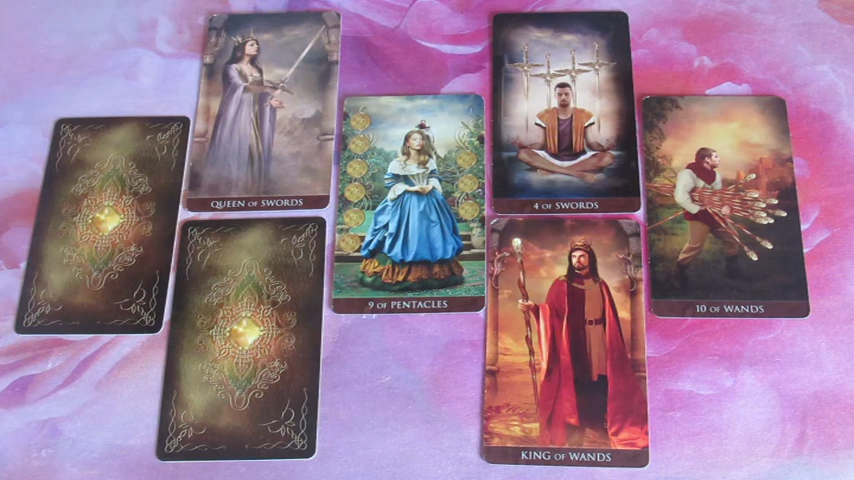 QUEEN OF SWORDS
4 OF SWORDS
9 OF PENTACLES
10 OF WANDS
KING OF WANDS